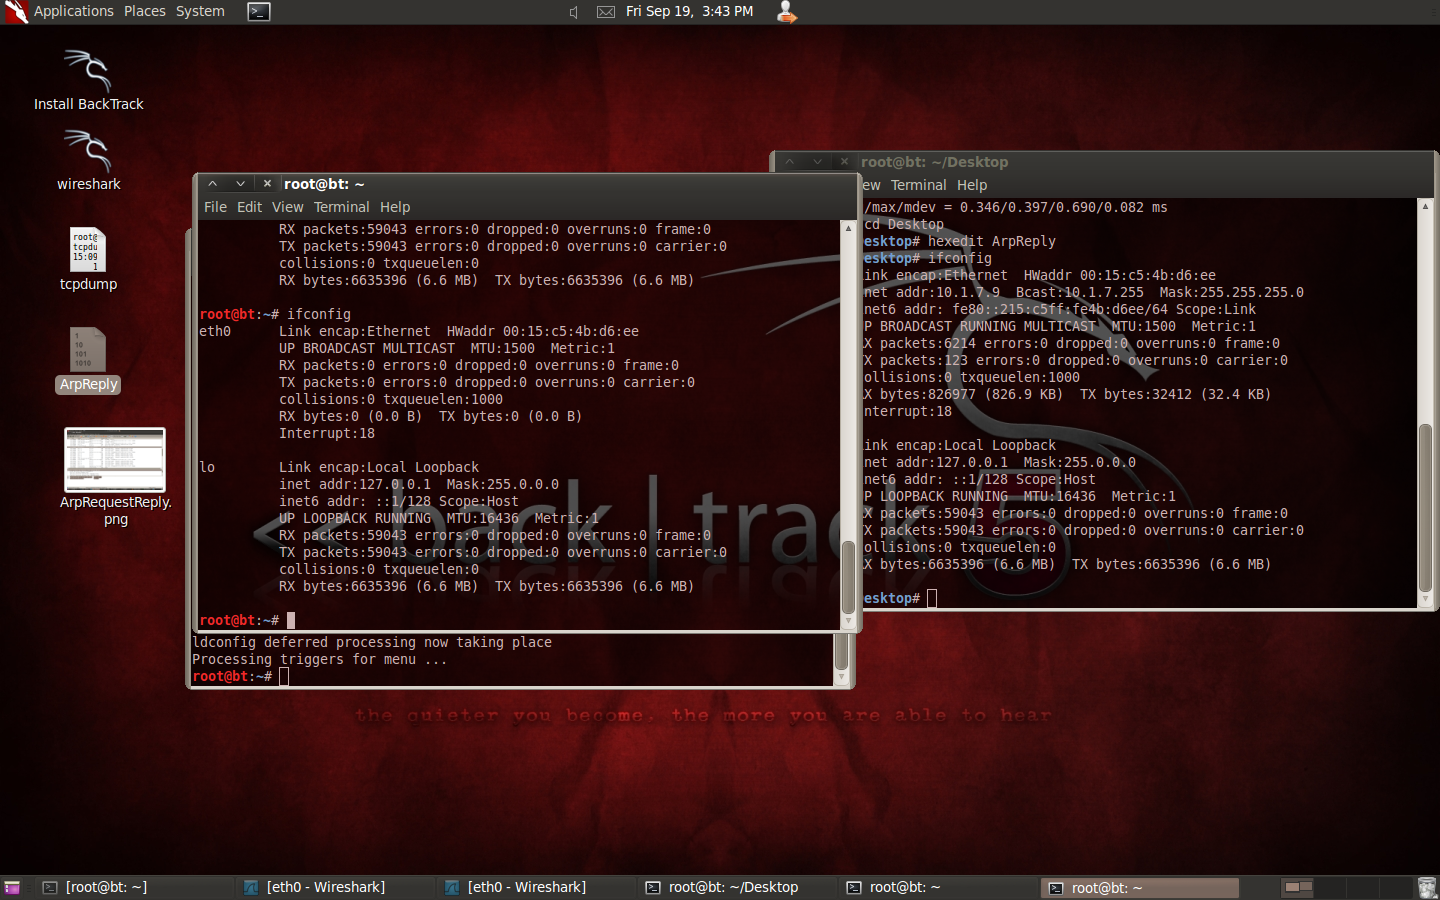 Applications Places System
Fri Sep 19, 3:43 PM
Install BackTrack
wireshark
root@
tcpdu
15:09
1
tcpdump
1
10
101
1010
ArpReply
ArpRequestReply.
png
root@bt: ~
File Edit View Terminal Help
RX packets:59043 errors:0 dropped:0 overruns:0 frame:0
TX packets:59043 errors:0 dropped:0 overruns:0 carrier:0
collisions:0 txqueuelen:0
RX bytes:6635396 (6.6 MB)  TX bytes:6635396 (6.6 MB)
root@bt:~# ifconfig
eth0      Link encap:Ethernet  HWaddr 00:15:c5:4b:d6:ee
UP BROADCAST MULTICAST  MTU:1500  Metric:1
RX packets:0 errors:0 dropped:0 overruns:0 frame:0
TX packets:0 errors:0 dropped:0 overruns:0 carrier:0
collisions:0 txqueuelen:1000
RX bytes:0 (0.0 B)  TX bytes:0 (0.0 B)
Interrupt:18
lo        Link encap:Local Loopback
inet addr:127.0.0.1  Mask:255.0.0.0
inet6 addr: ::1/128 Scope:Host
UP LOOPBACK RUNNING  MTU:16436  Metric:1
RX packets:59043 errors:0 dropped:0 overruns:0 frame:0
TX packets:59043 errors:0 dropped:0 overruns:0 carrier:0
collisions:0 txqueuelen:0
RX bytes:6635396 (6.6 MB)  TX bytes:6635396 (6.6 MB)
root@bt:~#
ldconfig deferred processing now taking place
Processing triggers for menu ...
root@bt:~#
root@bt: ~/Desktop
ew Terminal Help
/max/mdev = 0.346/0.397/0.690/0.082 ms
cd Desktop
esktop# hexedit ArpReply
esktop# ifconfig
ink encap:Ethernet  HWaddr 00:15:c5:4b:d6:ee
net addr:10.1.7.9  Bcast:10.1.7.255  Mask:255.255.255.0
net6 addr: fe80::215:c5ff:fe4b:d6ee/64 Scope:Link
P BROADCAST RUNNING MULTICAST  MTU:1500  Metric:1
X packets:6214 errors:0 dropped:0 overruns:0 frame:0
X packets:123 errors:0 dropped:0 overruns:0 carrier:0
ollisions:0 txqueuelen:1000
X bytes:826977 (826.9 KB)  TX bytes:32412 (32.4 KB)
nterrupt:18
ink encap:Local Loopback
net addr:127.0.0.1  Mask:255.0.0.0
net6 addr: ::1/128 Scope:Host
P LOOPBACK RUNNING  MTU:16436  Metric:1
X packets:59043 errors:0 dropped:0 overruns:0 frame:0
X packets:59043 errors:0 dropped:0 overruns:0 carrier:0
ollisions:0 txqueuelen:0
X bytes:6635396 (6.6 MB)  TX bytes:6635396 (6.6 MB)
esktop#
<< back | track 5
the quieter you become, the more you are able to hear
[root@bt: ~]
[eth0 - Wireshark]
[eth0 - Wireshark]
root@bt: ~/Desktop
root@bt: ~
root@bt: ~